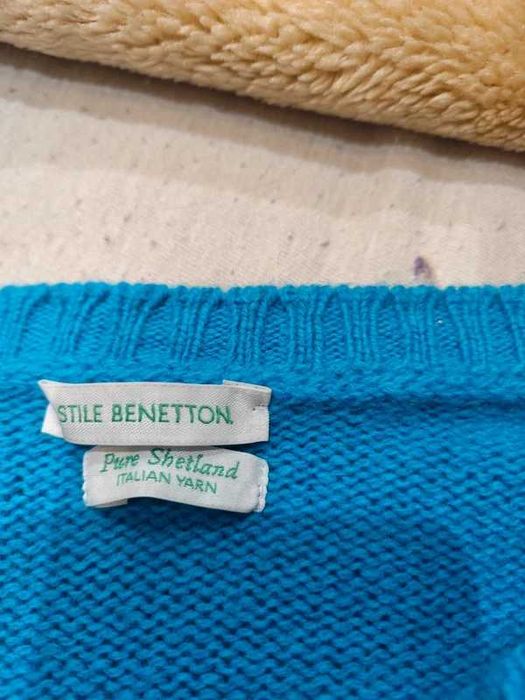 STILE BENETTON.
Pure Shetland
ITALIAN YARN